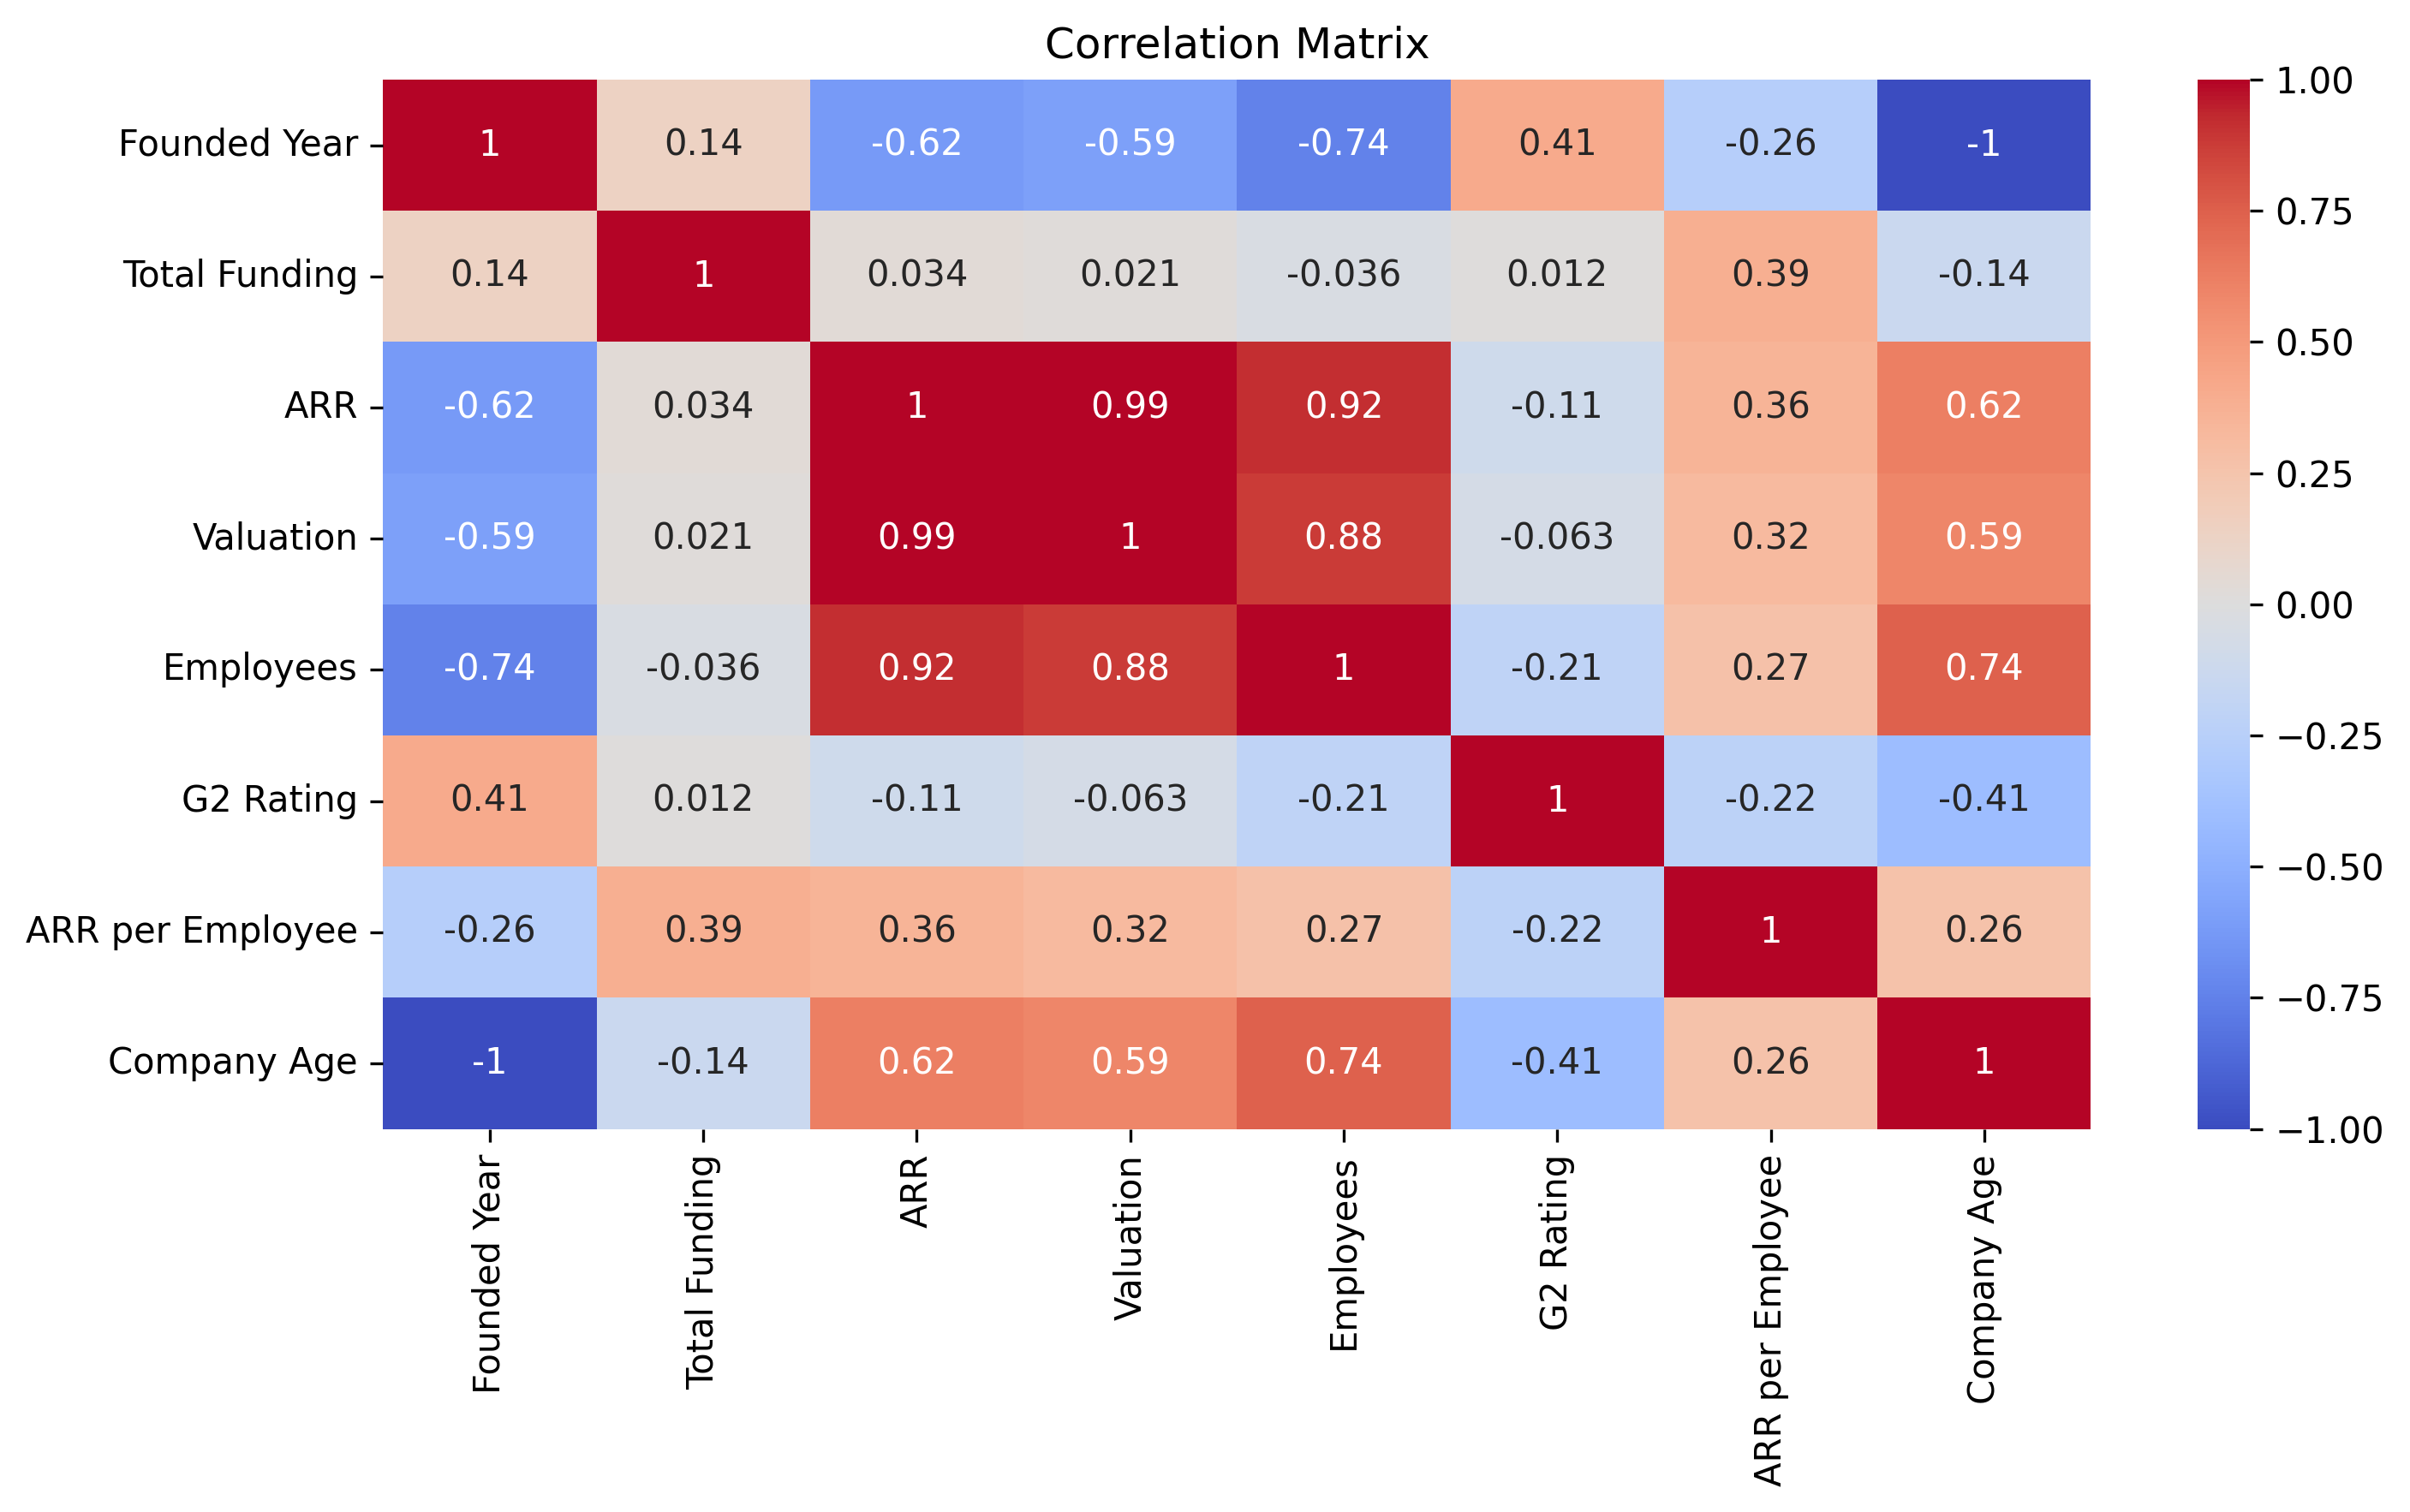 Correlation Matrix
Founded Year 1 0.14 -0.62 -0.59 -0.74 0.41 -0.26 -1
Total Funding 0.14 1 0.034 0.021 -0.036 0.012 0.39 -0.14
ARR -0.62 0.034 1 0.99 0.92 -0.11 0.36 0.62
Valuation -0.59 0.021 0.99 1 0.88 -0.063 0.32 0.59
Employees -0.74 -0.036 0.92 0.88 1 -0.21 0.27 0.74
G2 Rating 0.41 0.012 -0.11 -0.063 -0.21 1 -0.22 -0.41
ARR per Employee -0.26 0.39 0.36 0.32 0.27 -0.22 1 0.26
Company Age -1 -0.14 0.62 0.59 0.74 -0.41 0.26 1
Founded Year
Total Funding
ARR
Valuation
Employees
G2 Rating
ARR per Employee
Company Age
1.00
0.75
0.50
0.25
0.00
−0.25
−0.50
−0.75
−1.00